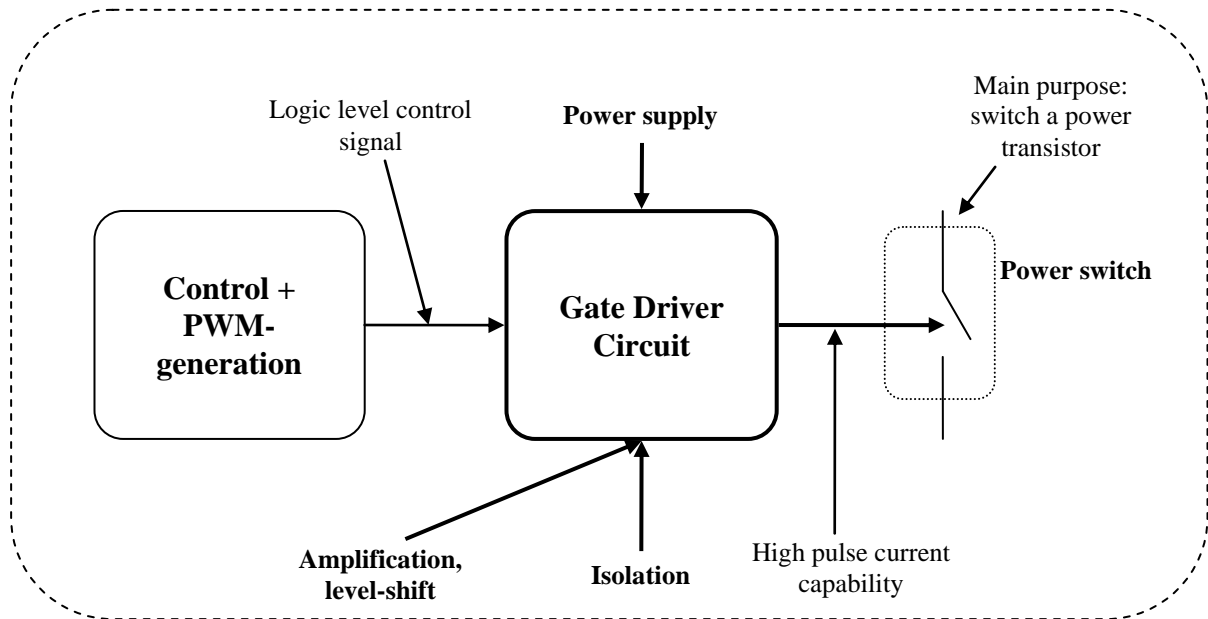 Logic level control
signal
Power supply
Main purpose:
switch a power
transistor
Control +
PWM-
generation
Gate Driver
Circuit
Power switch
Amplification,
level-shift
Isolation
High pulse current
capability